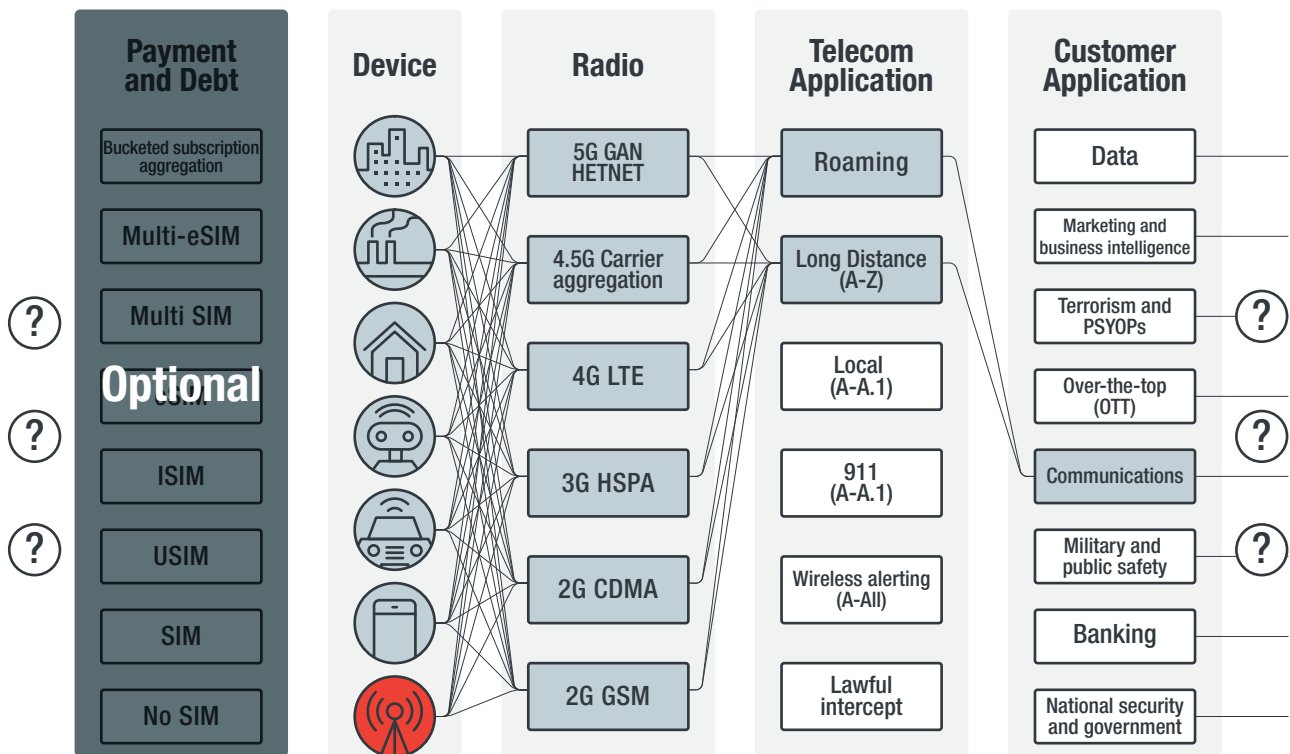 Payment
and Debt
Bucketed subscription
aggregation
Multi-eSIM
Multi SIM
Optional
ISIM
USIM
SIM
No SIM
?
?
?
Device
Radio
5G GAN
HETNET
4.5G Carrier
aggregation
4G LTE
3G HSPA
2G CDMA
2G GSM
Telecom
Application
Roaming
Long Distance
(A-Z)
Local
(A-A.1)
911
(A-A.1)
Wireless alerting
(A-All)
Lawful
intercept
Customer
Application
Data
Marketing and
business intelligence
Terrorism and
PSYOPs
Over-the-top
(OTT)
Communications
Military and
public safety
Banking
National security
and government
?
?
?